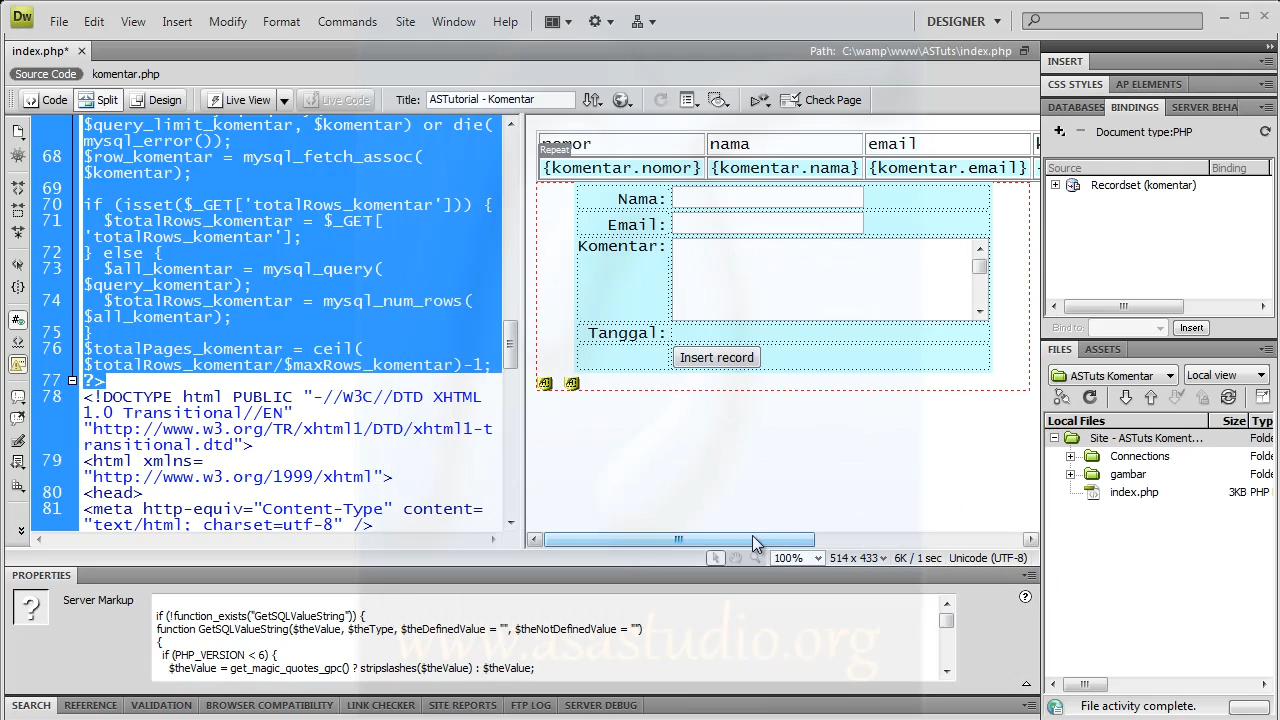 Dw File Edit View Insert Modify Format Commands Site Window Help DESIGNER
index.php* Path: C:\wamp\www\ASTuts\index.php
Source Code komentar.php
Code Split Design Live View Live Code Title: ASTutorial - Komentar Check Page
$query_limit_komentar, $komentar) or die(
mysql_error());
68 $row_komentar = mysql_fetch_assoc(
$komentar);
69
70 if (isset($_GET['totalRows_komentar'])) {
71 $totalRows_komentar = $_GET[
'totalRows_komentar'];
72 } else {
73 $all_komentar = mysql_query(
$query_komentar);
74 $totalRows_komentar = mysql_num_rows(
$all_komentar);
75 }
76 $totalPages_komentar = ceil(
$totalRows_komentar/$maxRows_komentar)-1;
77 ?>
78 <!DOCTYPE html PUBLIC "-//W3C//DTD XHTML
1.0 Transitional//EN"
"http://www.w3.org/TR/xhtml1/DTD/xhtml1-t
ransitional.dtd">
79 <html xmlns=
"http://www.w3.org/1999/xhtml">
80 <head>
81 <meta http-equiv="Content-Type" content=
"text/html; charset=utf-8" />
nomor nama email
Repeat
{komentar.nomor} {komentar.nama} {komentar.email}
Nama:
Email:
Komentar:
Tanggal:
Insert record
100% 514 x 433 6K / 1 sec Unicode (UTF-8)
INSERT
CSS STYLES AP ELEMENTS
DATABASES BINDINGS SERVER BEHA
Document type:PHP
Source Binding
Recordset (komentar)
Bind to: Insert
FILES ASSETS
ASTuts Komentar Local view
Local Files Size Typ
Site - ASTuts Koment... Folde
Connections Folde
gambar Folde
index.php 3KB PHP
File activity complete.
PROPERTIES
Server Markup
if (!function_exists("GetSQLValueString")) {
function GetSQLValueString($theValue, $theType, $theDefinedValue = "", $theNotDefinedValue = "")
{
if (PHP_VERSION < 6) {
$theValue = get_magic_quotes_gpc() ? stripslashes($theValue) : $theValue;
www.asastudio.org
SEARCH REFERENCE VALIDATION BROWSER COMPATIBILITY LINK CHECKER SITE REPORTS FTP LOG SERVER DEBUG